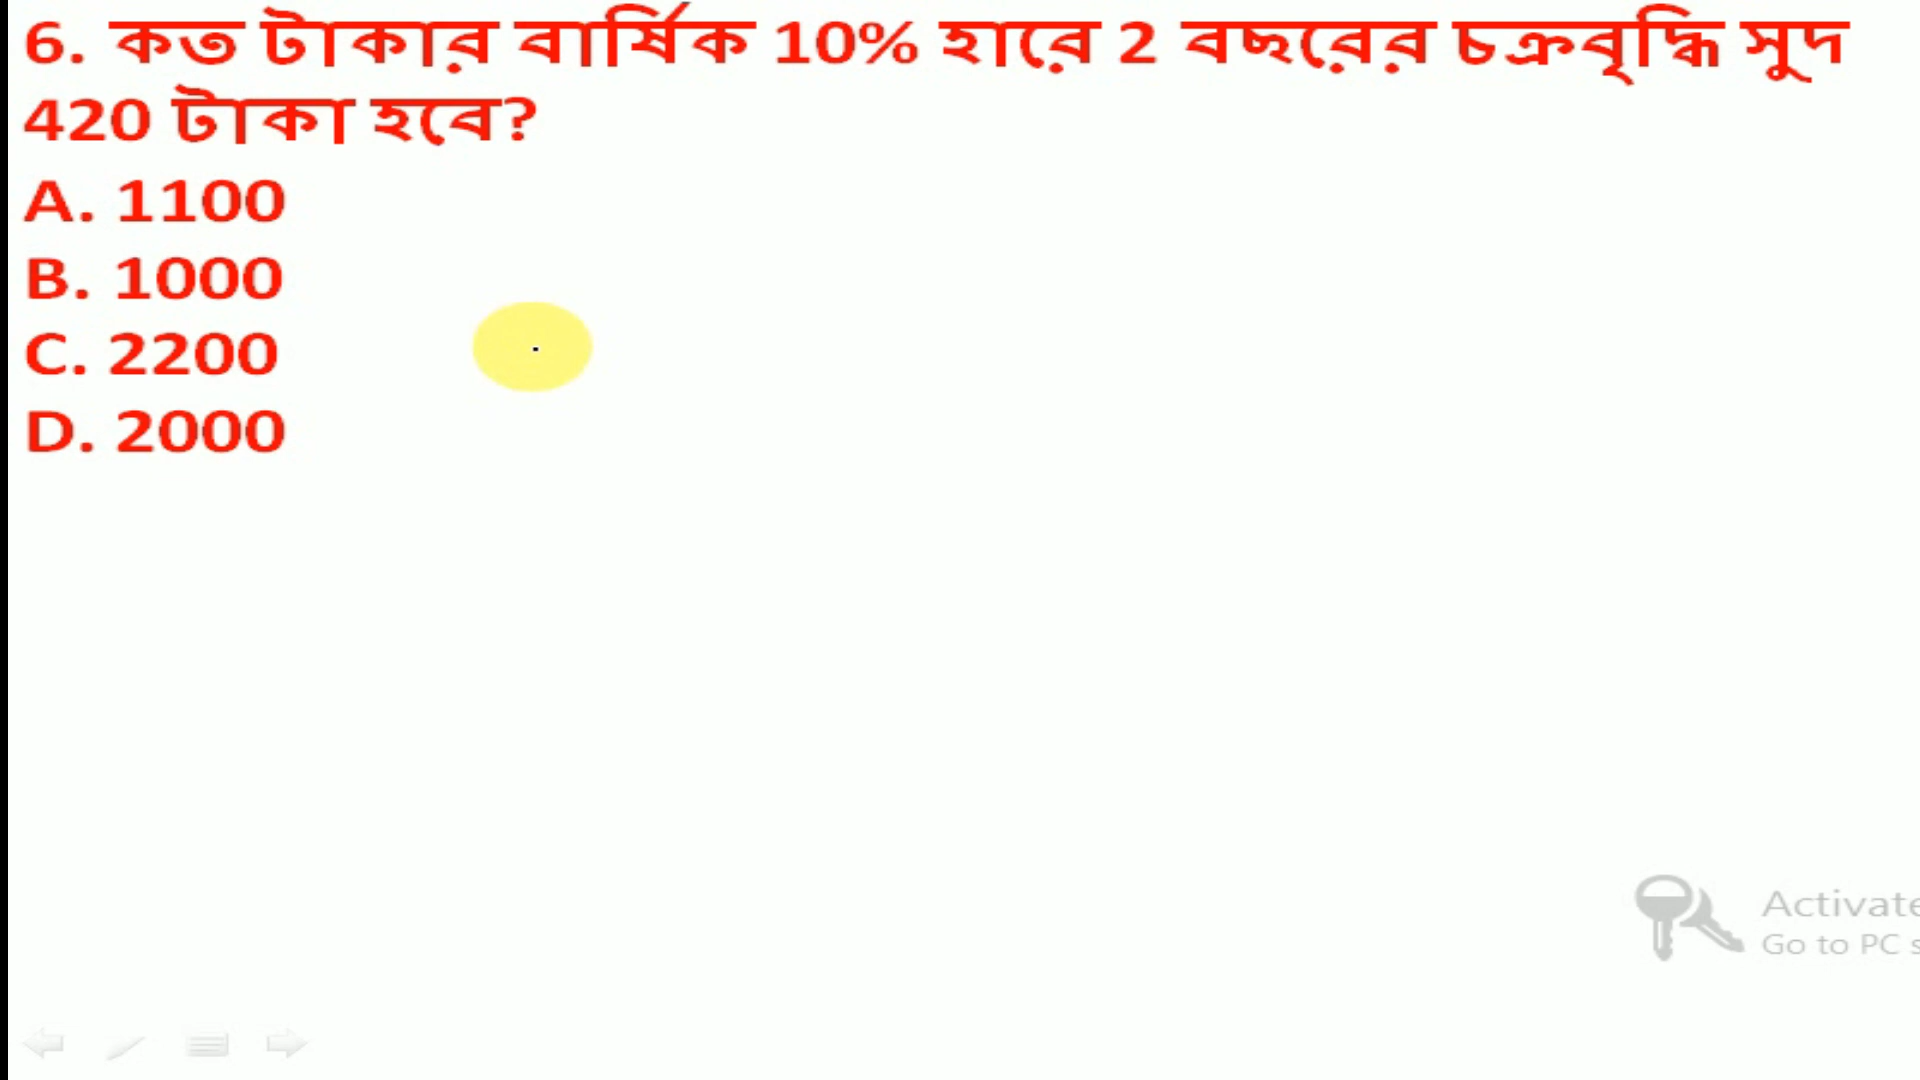 6. কত টাকার বার্ষিক 10% হারে 2 বছরের চক্রবৃদ্ধি সুদ
420 টাকা হবে?
A. 1100
B. 1000
C. 2200
D. 2000
Activate
Go to PC s